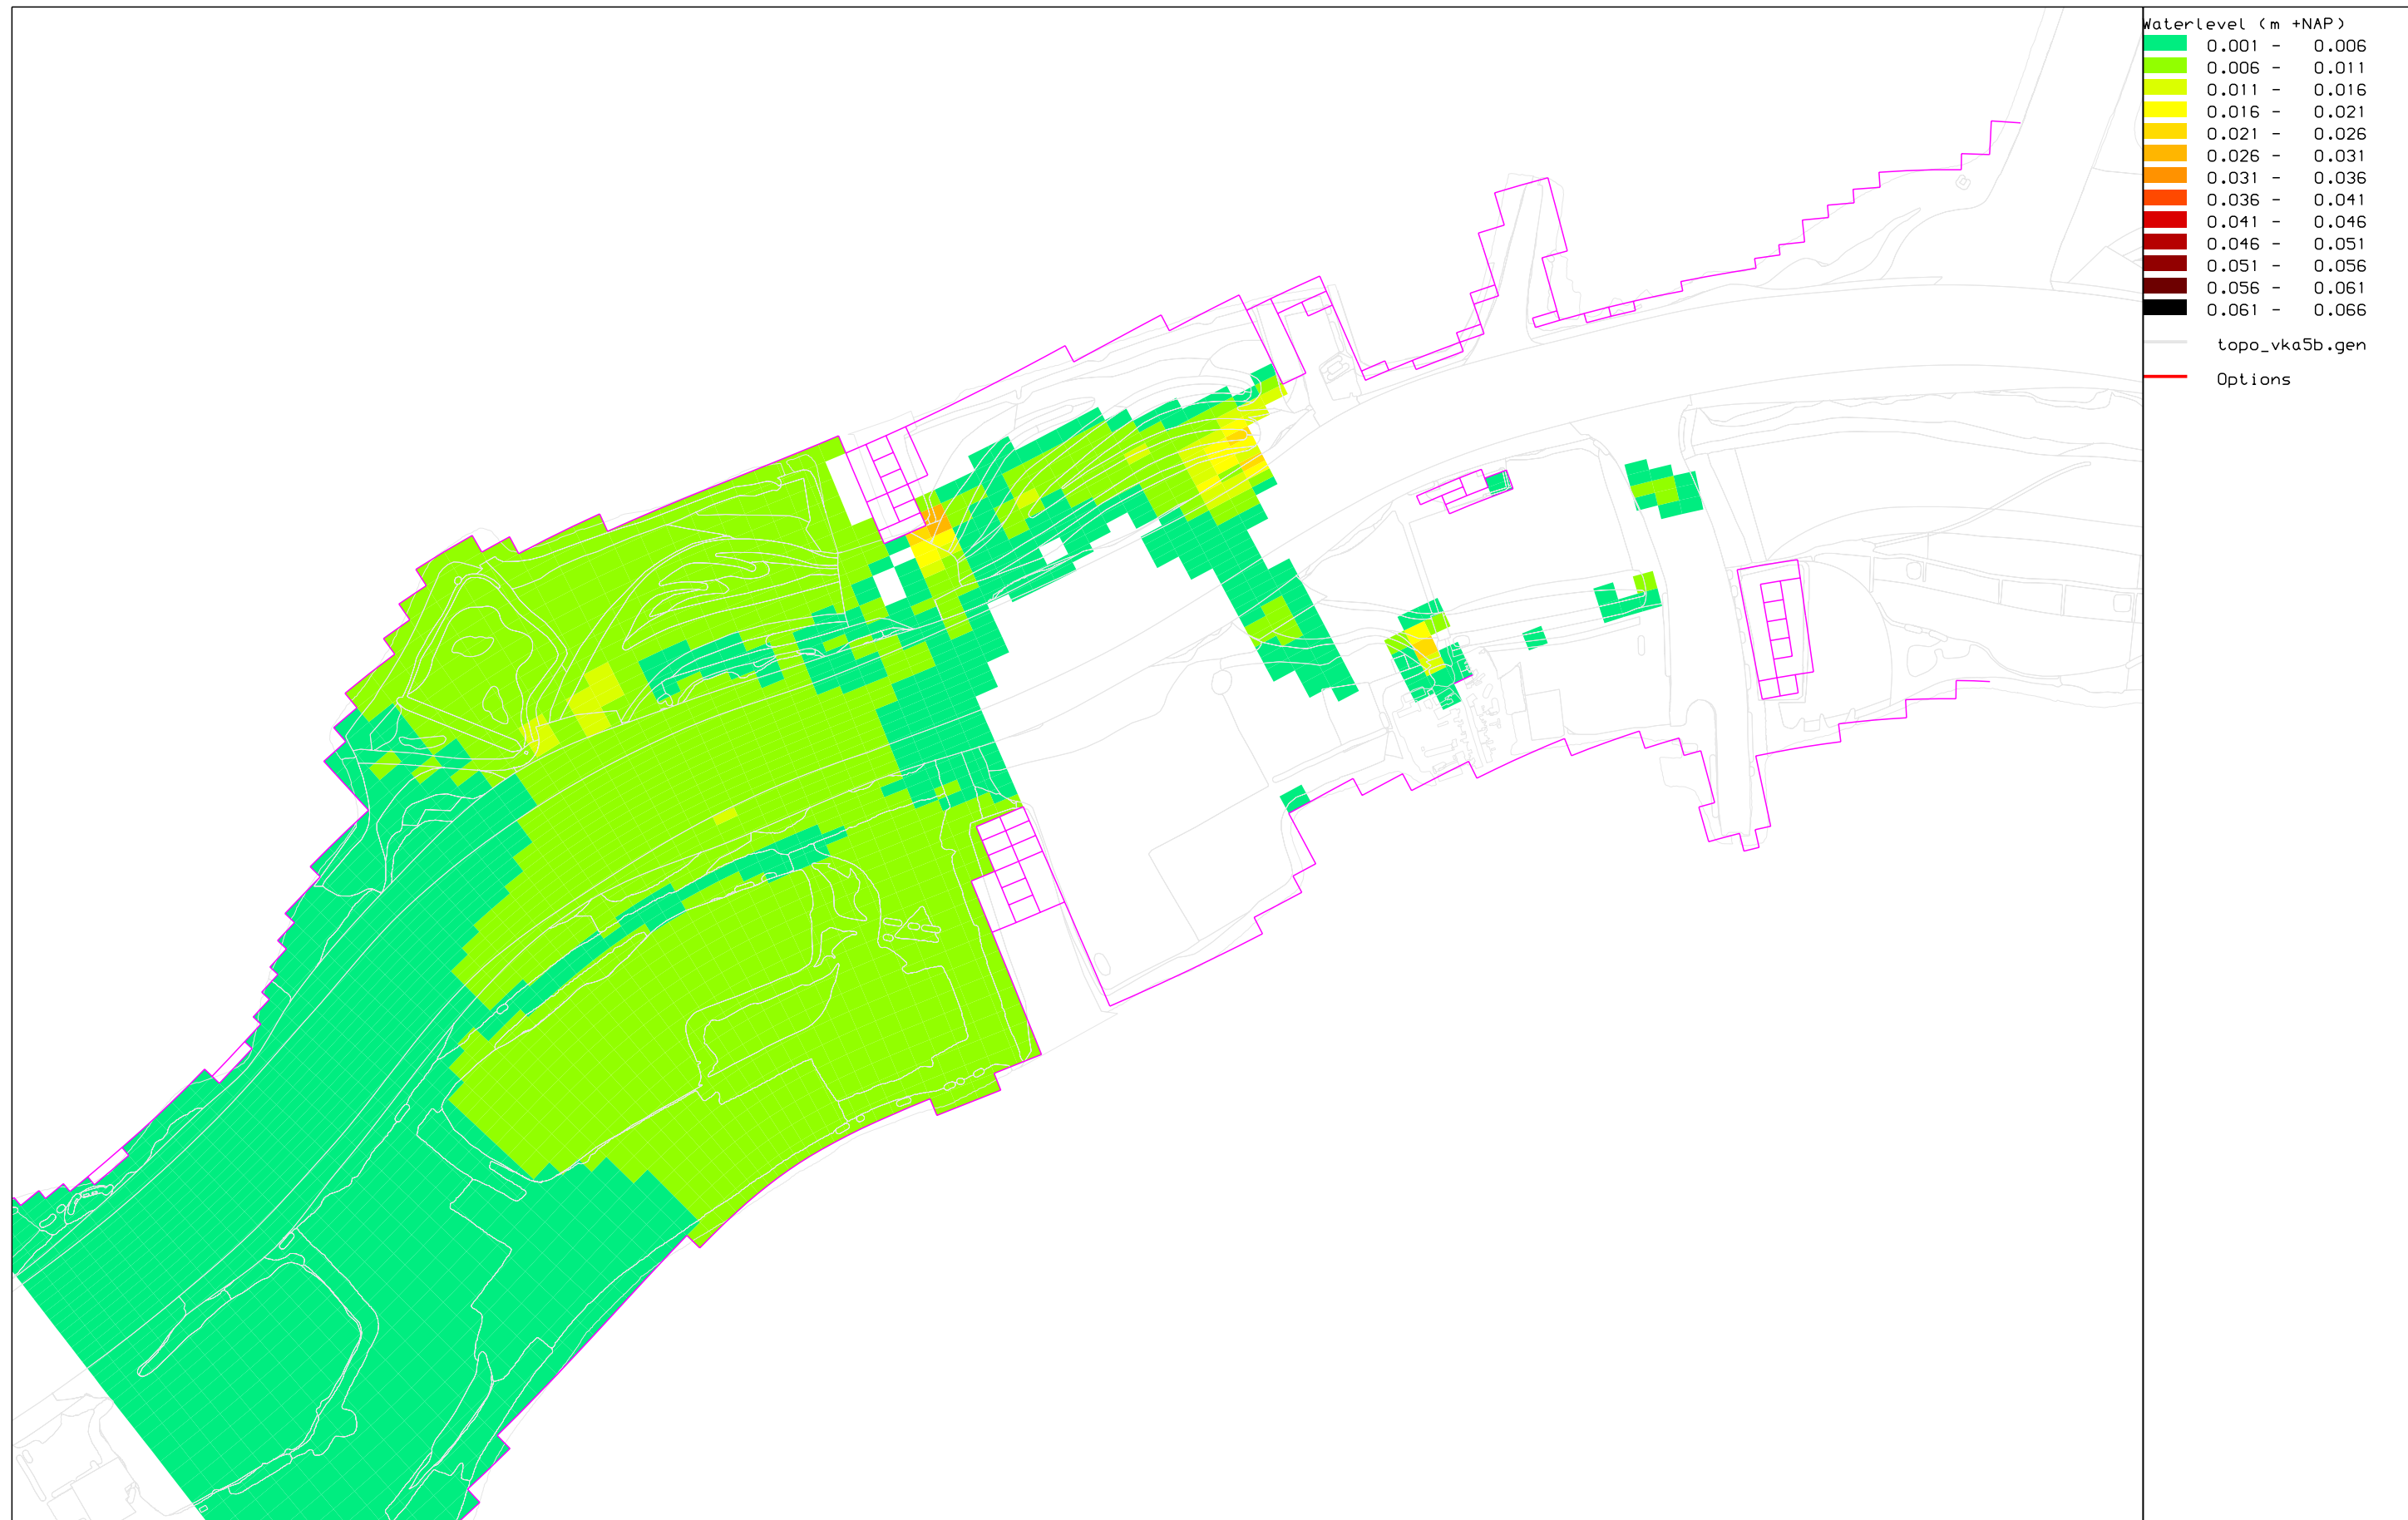 Waterlevel (m +NAP)
0.001 - 0.006
0.006 - 0.011
0.011 - 0.016
0.016 - 0.021
0.021 - 0.026
0.026 - 0.031
0.031 - 0.036
0.036 - 0.041
0.041 - 0.046
0.046 - 0.051
0.051 - 0.056
0.056 - 0.061
0.061 - 0.066
topo_vka5b.gen
Options